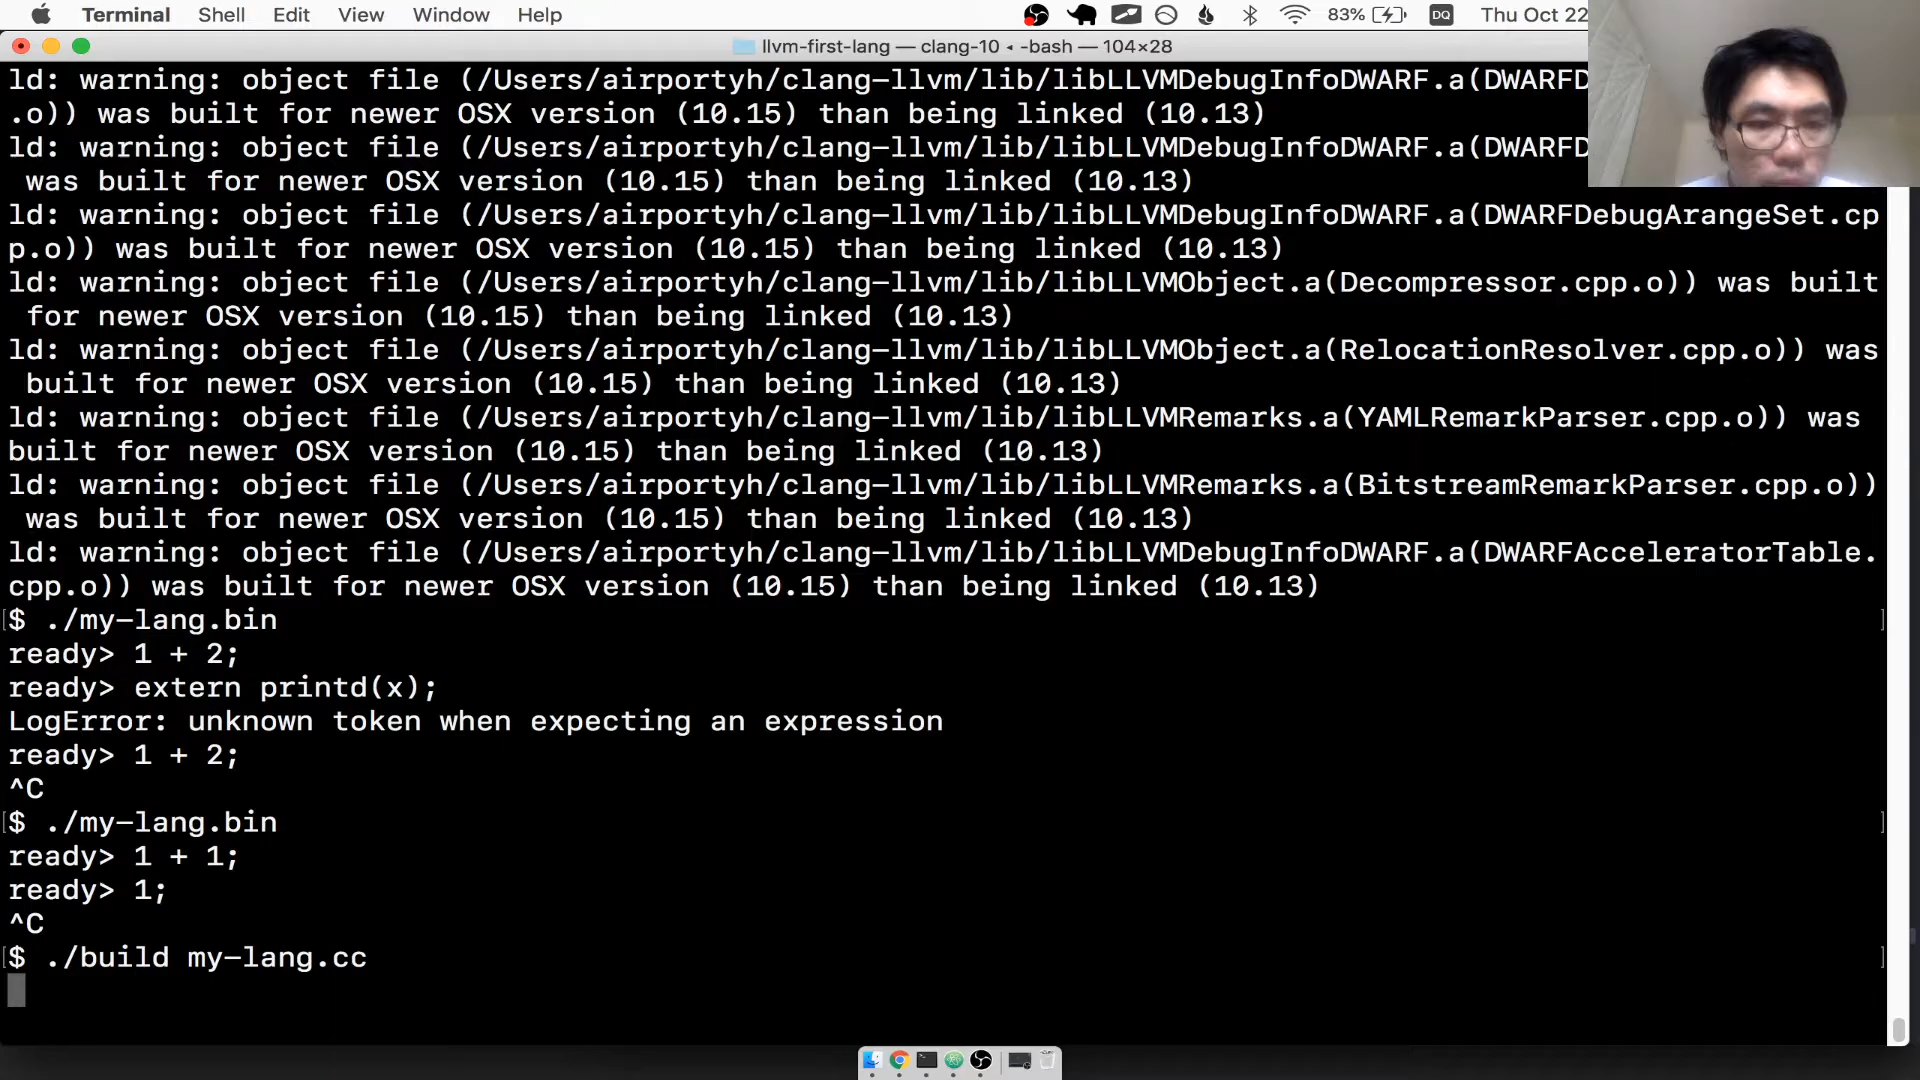 Terminal Shell Edit View Window Help 83% DQ Thu Oct 22
llvm-first-lang — clang-10 ◂ -bash — 104×28
ld: warning: object file (/Users/airportyh/clang-llvm/lib/libLLVMDebugInfoDWARF.a(DWARFD
.o)) was built for newer OSX version (10.15) than being linked (10.13)
ld: warning: object file (/Users/airportyh/clang-llvm/lib/libLLVMDebugInfoDWARF.a(DWARFD
was built for newer OSX version (10.15) than being linked (10.13)
ld: warning: object file (/Users/airportyh/clang-llvm/lib/libLLVMDebugInfoDWARF.a(DWARFDebugArangeSet.cp
p.o)) was built for newer OSX version (10.15) than being linked (10.13)
ld: warning: object file (/Users/airportyh/clang-llvm/lib/libLLVMObject.a(Decompressor.cpp.o)) was built
for newer OSX version (10.15) than being linked (10.13)
ld: warning: object file (/Users/airportyh/clang-llvm/lib/libLLVMObject.a(RelocationResolver.cpp.o)) was
built for newer OSX version (10.15) than being linked (10.13)
ld: warning: object file (/Users/airportyh/clang-llvm/lib/libLLVMRemarks.a(YAMLRemarkParser.cpp.o)) was
built for newer OSX version (10.15) than being linked (10.13)
ld: warning: object file (/Users/airportyh/clang-llvm/lib/libLLVMRemarks.a(BitstreamRemarkParser.cpp.o))
was built for newer OSX version (10.15) than being linked (10.13)
ld: warning: object file (/Users/airportyh/clang-llvm/lib/libLLVMDebugInfoDWARF.a(DWARFAcceleratorTable.
cpp.o)) was built for newer OSX version (10.15) than being linked (10.13)
[$ ./my-lang.bin ]
ready> 1 + 2;
ready> extern printd(x);
LogError: unknown token when expecting an expression
ready> 1 + 2;
^C
[$ ./my-lang.bin ]
ready> 1 + 1;
ready> 1;
^C
[$ ./build my-lang.cc ]